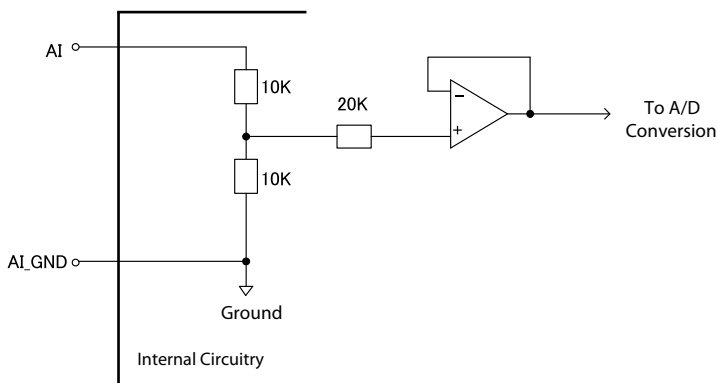 AI
10K
20K
10K
−
+
To A/D
Conversion
AI_GND
Ground
Internal Circuitry